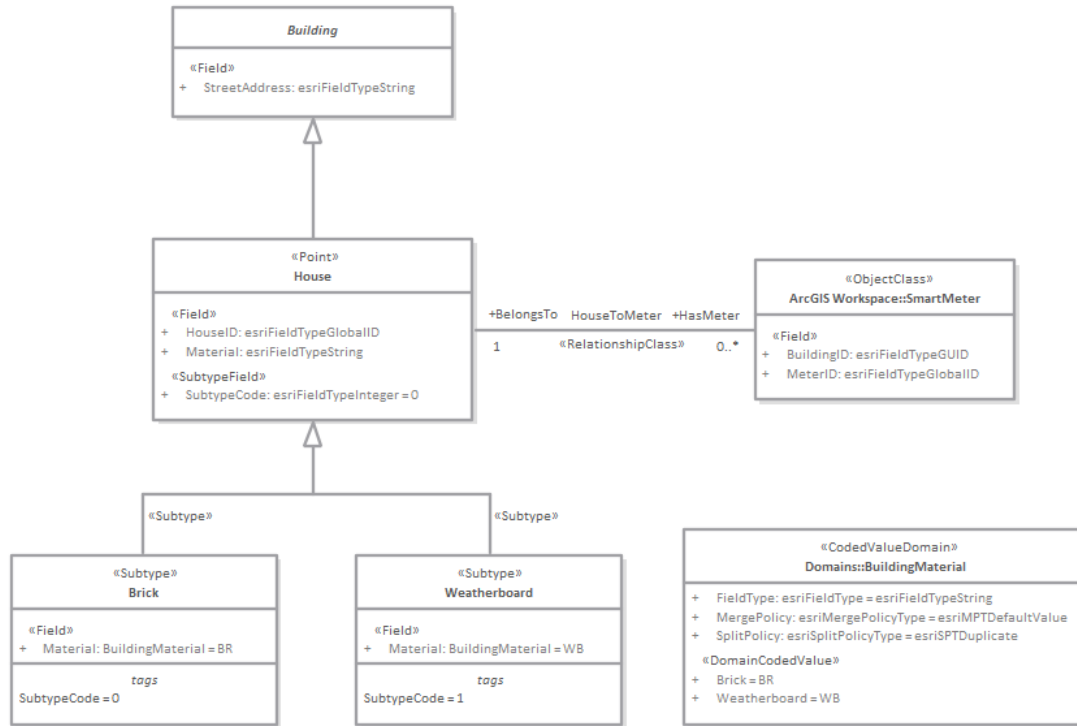 Building
«Field»
+ StreetAddress: esriFieldTypeString
«Point»
House
«Field»
+ HouseID: esriFieldTypeGlobalID
+ Material: esriFieldTypeString
«SubtypeField»
+ SubtypeCode: esriFieldTypeInteger = 0
+BelongsTo HouseToMeter +HasMeter
1 «RelationshipClass» 0..*
«ObjectClass»
ArcGIS Workspace::SmartMeter
«Field»
+ BuildingID: esriFieldTypeGUID
+ MeterID: esriFieldTypeGlobalID
«Subtype» «Subtype»
«Subtype»
Brick
«Field»
+ Material: BuildingMaterial = BR
tags
SubtypeCode = 0
«Subtype»
Weatherboard
«Field»
+ Material: BuildingMaterial = WB
tags
SubtypeCode = 1
«CodedValueDomain»
Domains::BuildingMaterial
+ FieldType: esriFieldType = esriFieldTypeString
+ MergePolicy: esriMergePolicyType = esriMPTDefaultValue
+ SplitPolicy: esriSplitPolicyType = esriSPTDuplicate
«DomainCodedValue»
+ Brick = BR
+ Weatherboard = WB